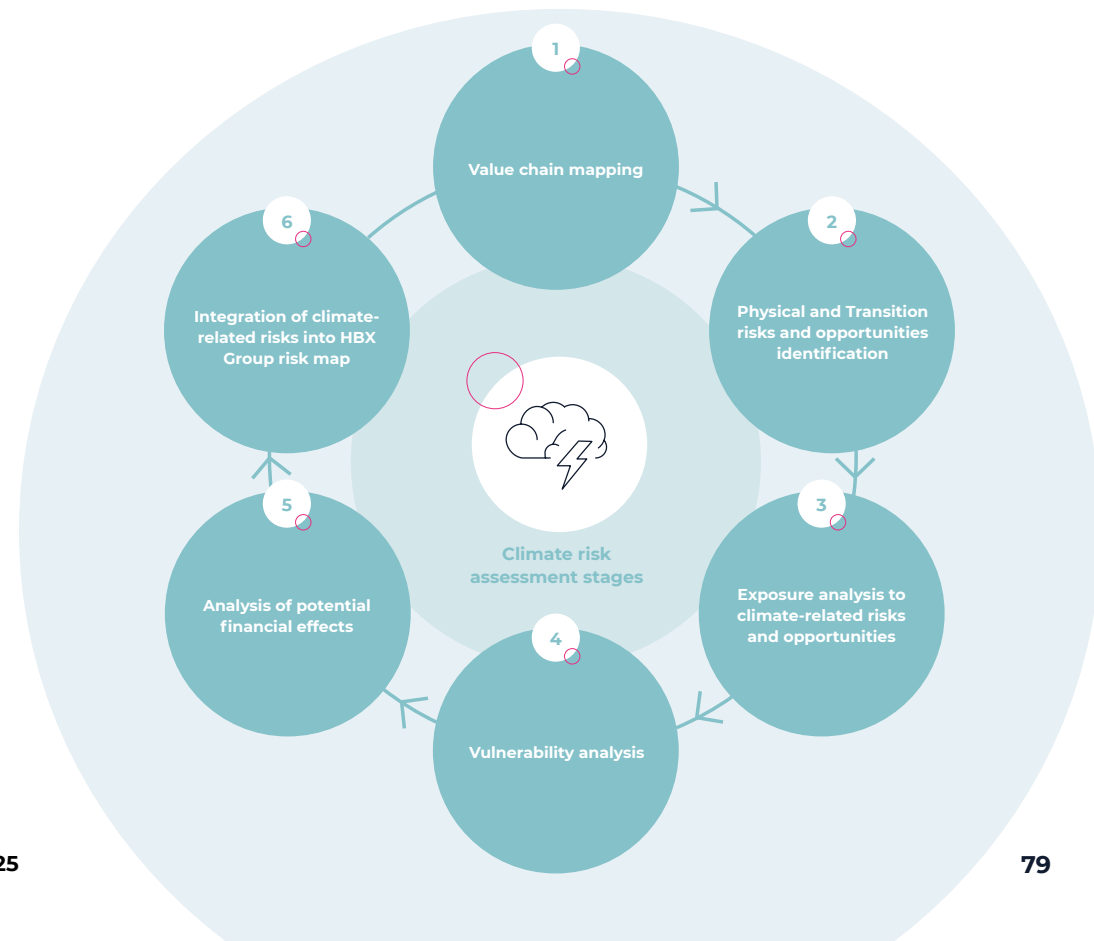 1
Value chain mapping
2
Physical and Transition
risks and opportunities
identification
3
Exposure analysis to
climate-related risks
and opportunities
4
Vulnerability analysis
5
Analysis of potential
financial effects
6
Integration of climate-
related risks into HBX
Group risk map
Climate risk
assessment stages
25
79